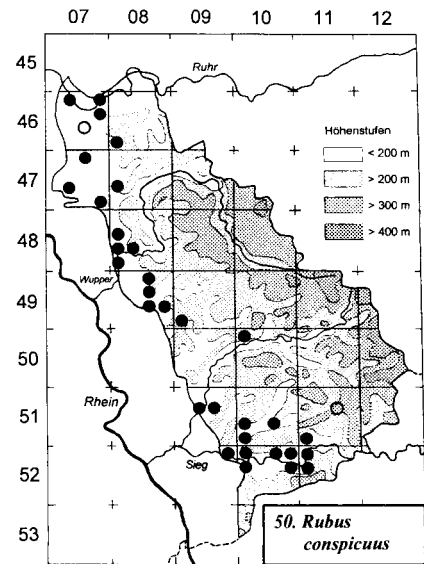 07 08 09 10 11 12
45
46
47
48
49
50
51
52
53
Ruhr
Höhenstufen
< 200 m
> 200 m
> 300 m
> 400 m
Wupper
Rhein
Sieg
50. Rubus
conspicuus